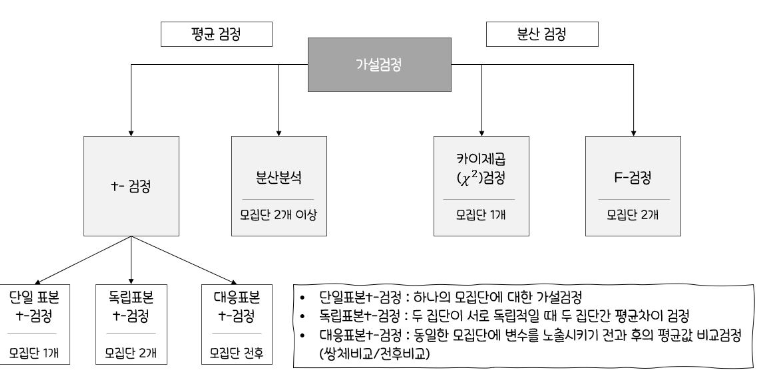 평균 검정
분산 검정
가설검정
t- 검정
분산분석
모집단 2개 이상
카이제곱
(χ²)검정
모집단 1개
F-검정
모집단 2개
단일 표본
t-검정
모집단 1개
독립표본
t-검정
모집단 2개
대응표본
t-검정
모집단 전후
• 단일표본t-검정 : 하나의 모집단에 대한 가설검정
• 독립표본t-검정 : 두 집단이 서로 독립적일 때 두 집단간 평균차이 검정
• 대응표본t-검정 : 동일한 모집단에 변수를 노출시키기 전과 후의 평균값 비교검정
(쌍체비교/전후비교)